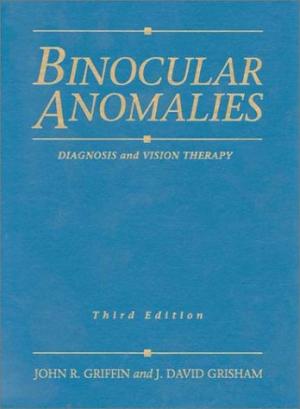 BINOCULAR
ANOMALIES
DIAGNOSIS and VISION THERAPY
Third Edition
JOHN R. GRIFFIN and J. DAVID GRISHAM